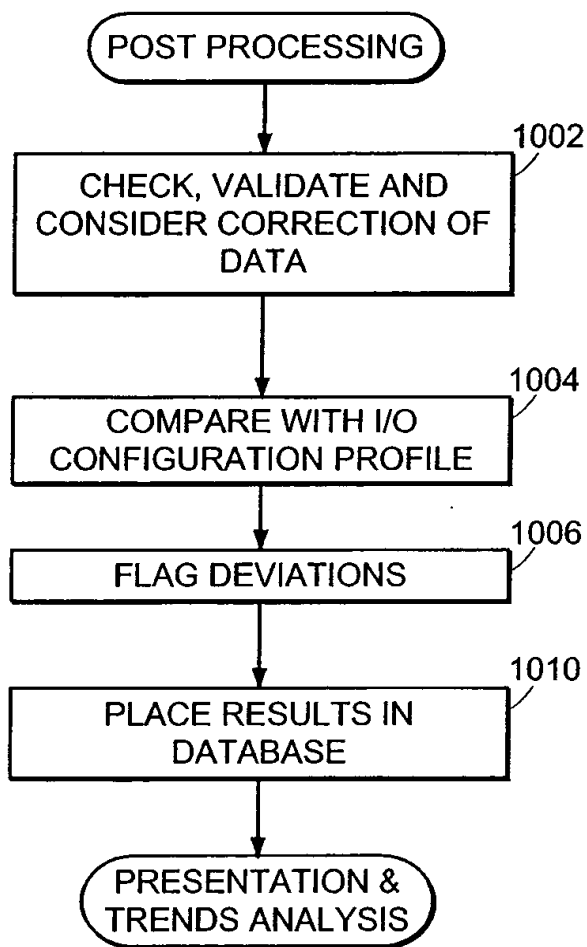 POST PROCESSING
1002
CHECK, VALIDATE AND
CONSIDER CORRECTION OF
DATA
1004
COMPARE WITH I/O
CONFIGURATION PROFILE
1006
FLAG DEVIATIONS
1010
PLACE RESULTS IN
DATABASE
PRESENTATION &
TRENDS ANALYSIS